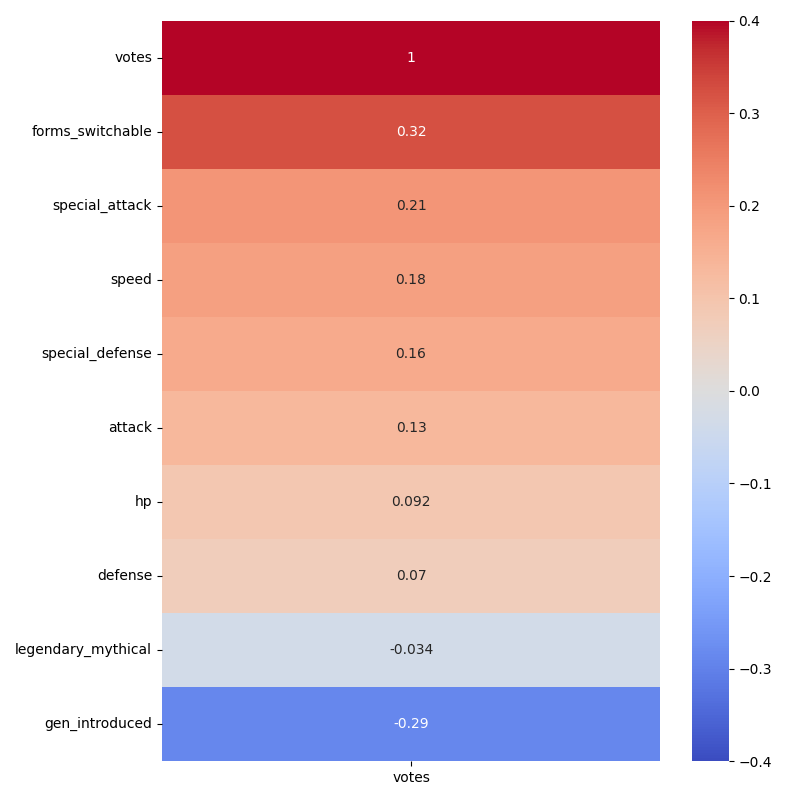 votes 1
forms_switchable 0.32
special_attack 0.21
speed 0.18
special_defense 0.16
attack 0.13
hp 0.092
defense 0.07
legendary_mythical -0.034
gen_introduced -0.29
votes
0.4
0.3
0.2
0.1
0.0
−0.1
−0.2
−0.3
−0.4